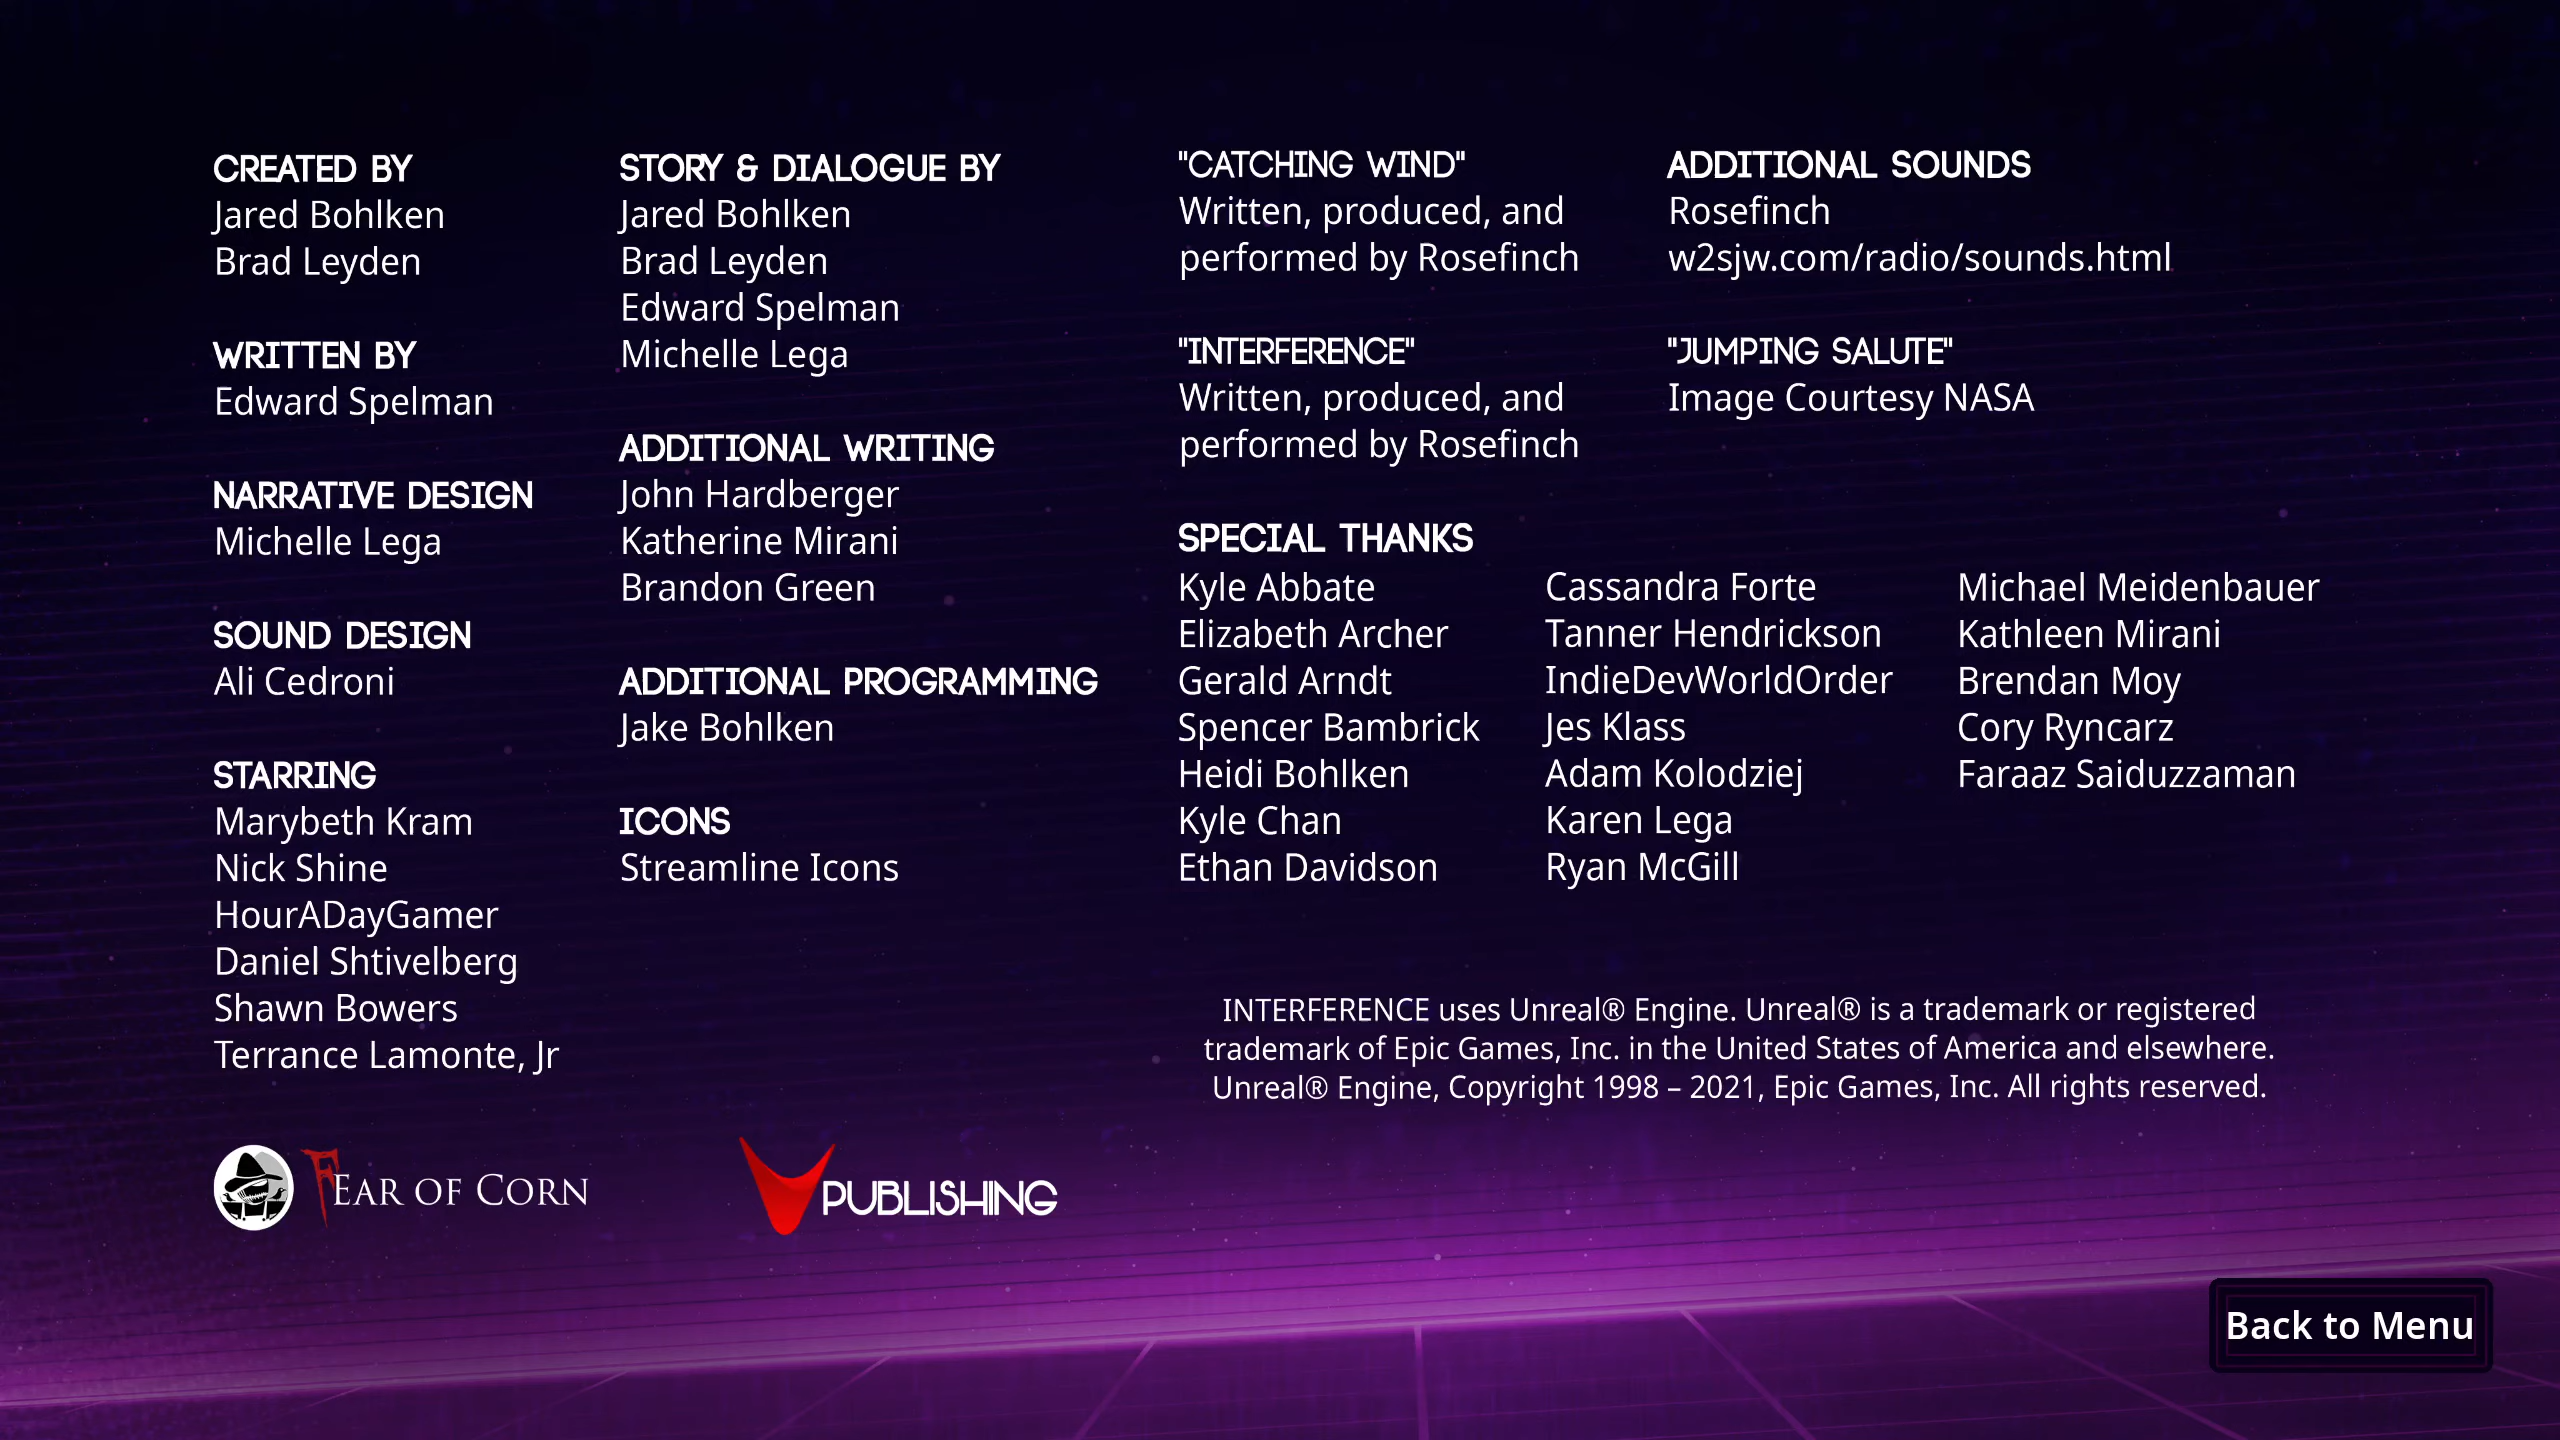 CREATED BY
Jared Bohlken
Brad Leyden
WRITTEN BY
Edward Spelman
NARRATIVE DESIGN
Michelle Lega
SOUND DESIGN
Ali Cedroni
STARRING
Marybeth Kram
Nick Shine
HourADayGamer
Daniel Shtivelberg
Shawn Bowers
Terrance Lamonte, Jr
STORY & DIALOGUE BY
Jared Bohlken
Brad Leyden
Edward Spelman
Michelle Lega
ADDITIONAL WRITING
John Hardberger
Katherine Mirani
Brandon Green
ADDITIONAL PROGRAMMING
Jake Bohlken
ICONS
Streamline Icons
"CATCHING WIND"
Written, produced, and
performed by Rosefinch
"INTERFERENCE"
Written, produced, and
performed by Rosefinch
ADDITIONAL SOUNDS
Rosefinch
w2sjw.com/radio/sounds.html
"JUMPING SALUTE"
Image Courtesy NASA
SPECIAL THANKS
Kyle Abbate
Elizabeth Archer
Gerald Arndt
Spencer Bambrick
Heidi Bohlken
Kyle Chan
Ethan Davidson
Cassandra Forte
Tanner Hendrickson
IndieDevWorldOrder
Jes Klass
Adam Kolodziej
Karen Lega
Ryan McGill
Michael Meidenbauer
Kathleen Mirani
Brendan Moy
Cory Ryncarz
Faraaz Saiduzzaman
INTERFERENCE uses Unreal® Engine. Unreal® is a trademark or registered
trademark of Epic Games, Inc. in the United States of America and elsewhere.
Unreal® Engine, Copyright 1998 – 2021, Epic Games, Inc. All rights reserved.
FEAR OF CORN
V PUBLISHING
Back to Menu